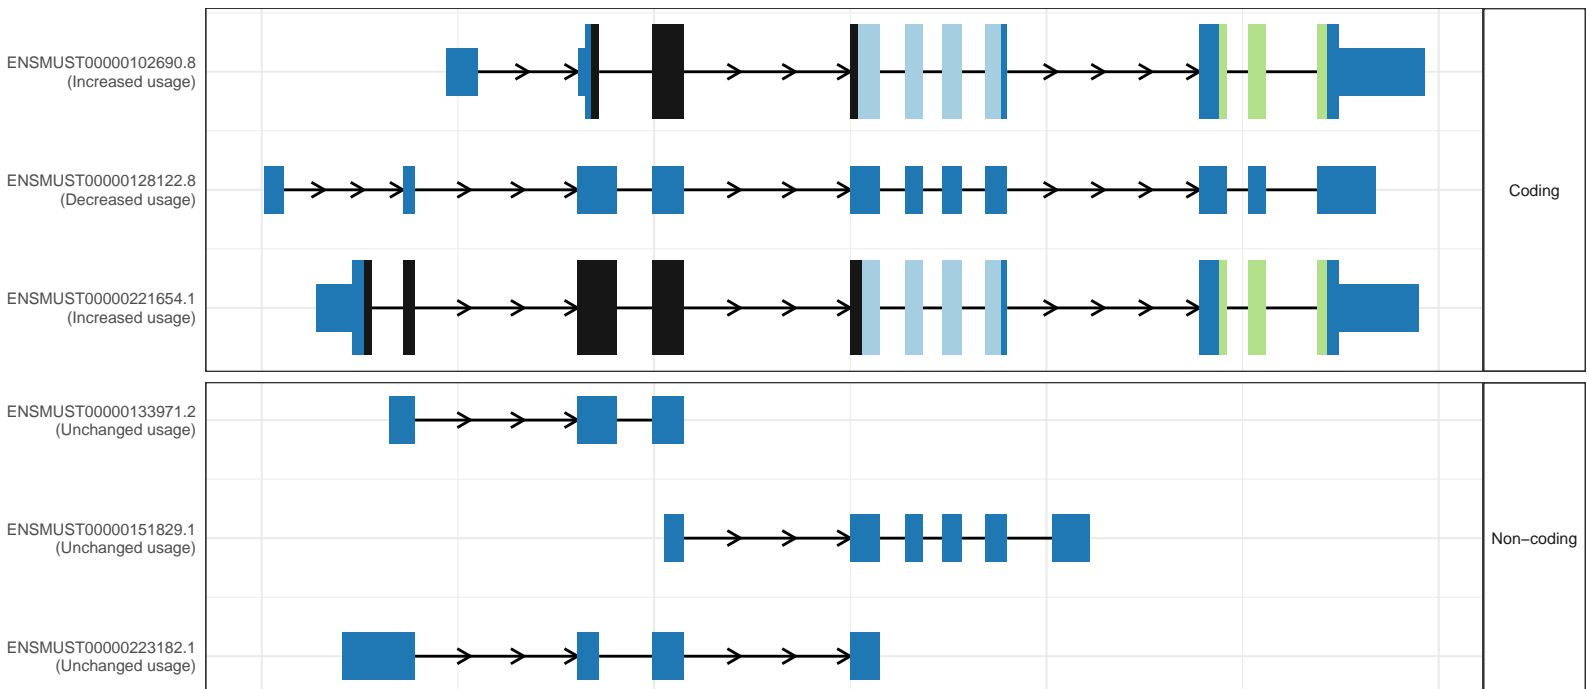 ENSMUST00000102690.8
(Increased usage)
ENSMUST00000128122.8
(Decreased usage)
Coding
ENSMUST00000221654.1
(Increased usage)
ENSMUST00000133971.2
(Unchanged usage)
ENSMUST00000151829.1
(Unchanged usage)
Non−coding
ENSMUST00000223182.1
(Unchanged usage)